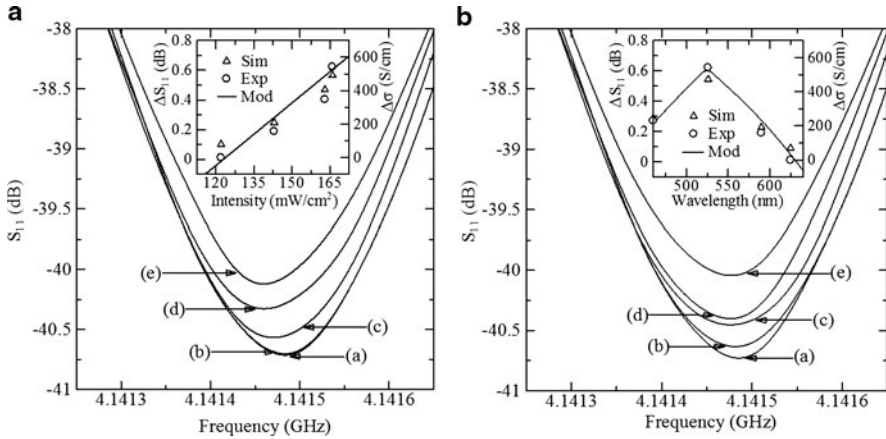 a
-38
-38.5
-39
-39.5
-40
-40.5
-41
S₁₁ (dB)
4.1413
4.1414
4.1415
4.1416
Frequency (GHz)
(e)
(d)
(c)
(b)
(a)
0.8
0.6
0.4
0.2
0
ΔS₁₁ (dB)
Sim
Exp
Mod
600
400
200
0
Δσ (S/cm)
115
135
155
Intensity (mW/cm²)
b
-38
-38.5
-39
-39.5
-40
-40.5
-41
S₁₁ (dB)
4.1413
4.1414
4.1415
4.1416
Frequency (GHz)
(e)
(d)
(c)
(b)
(a)
0.8
0.6
0.4
0.2
0
ΔS₁₁ (dB)
Sim
Exp
Mod
600
400
200
0
Δσ (S/cm)
500
550
600
Wavelength (nm)